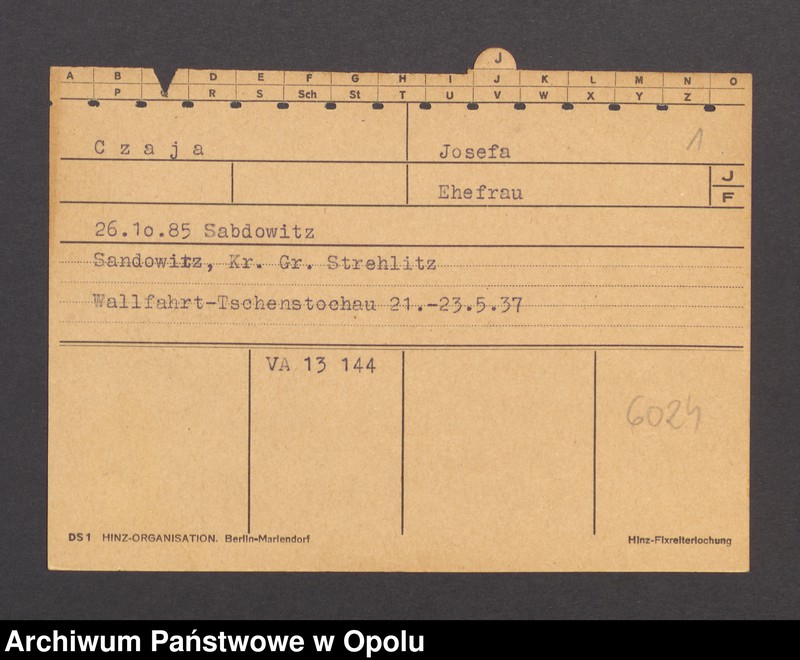 J
A B D E F G H I J K L M N O
P Q R S Sch St T U V W X Y Z
C z a j a Josefa 1
Ehefrau J
F
26.1o.85 Sabdowitz
Sandowitz, Kr. Gr. Strehlitz
Wallfahrt-Tschenstochau 21.-23.5.37
VA 13 144
6024
DS1 HINZ-ORGANISATION. Berlin-Mariendorf Hinz-Fixreiterlochung
Archiwum Państwowe w Opolu